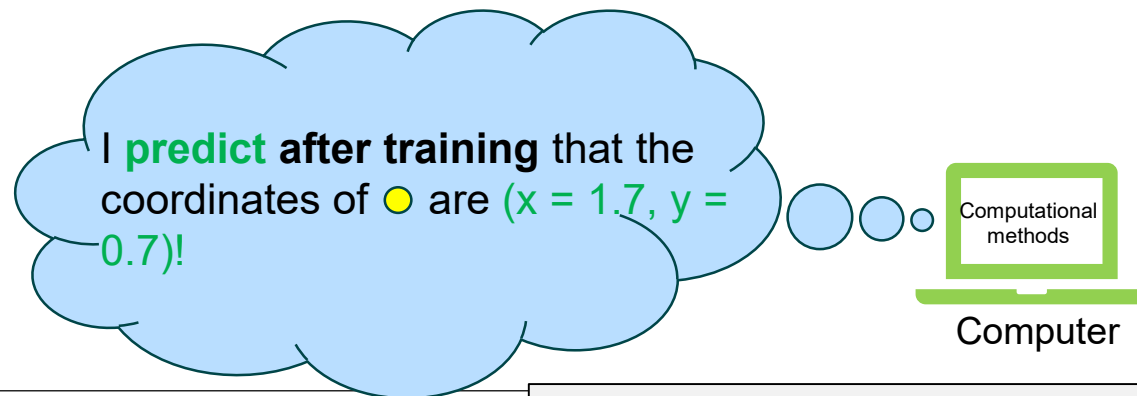 I predict after training that the
coordinates of are (x = 1.7, y =
0.7)!
Computational
methods
Computer